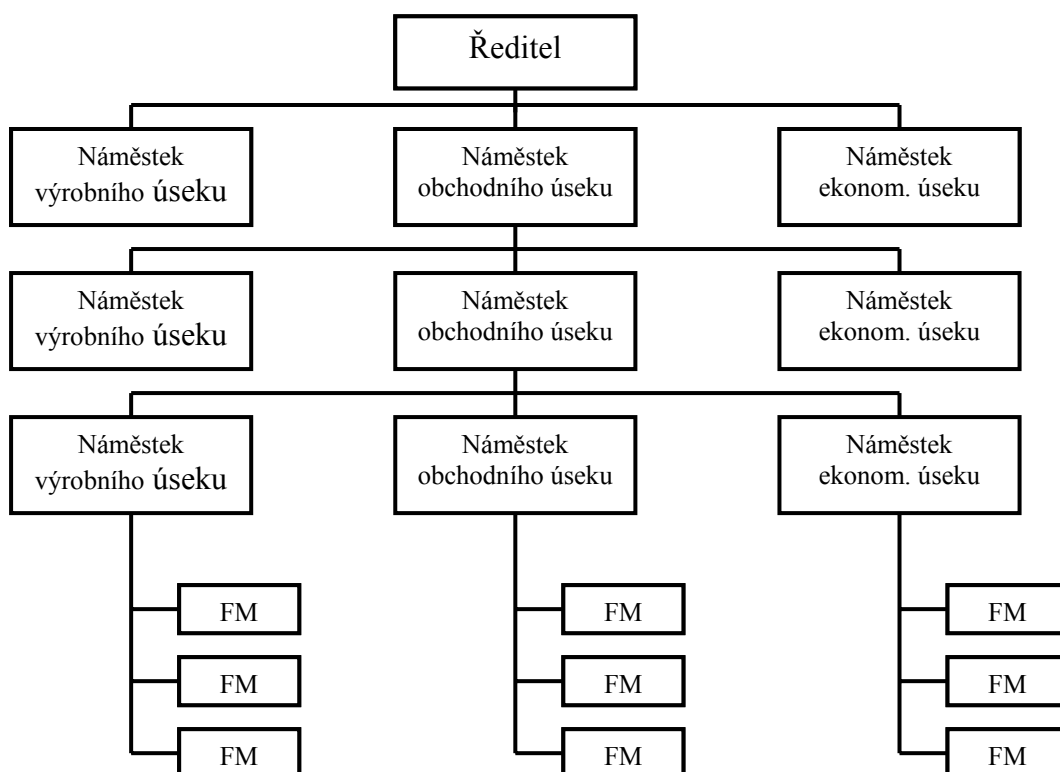 Ředitel
Náměstek
výrobního úseku
Náměstek
obchodního úseku
Náměstek
ekonom. úseku
Náměstek
výrobního úseku
Náměstek
obchodního úseku
Náměstek
ekonom. úseku
Náměstek
výrobního úseku
Náměstek
obchodního úseku
Náměstek
ekonom. úseku
FM
FM
FM
FM
FM
FM
FM
FM
FM